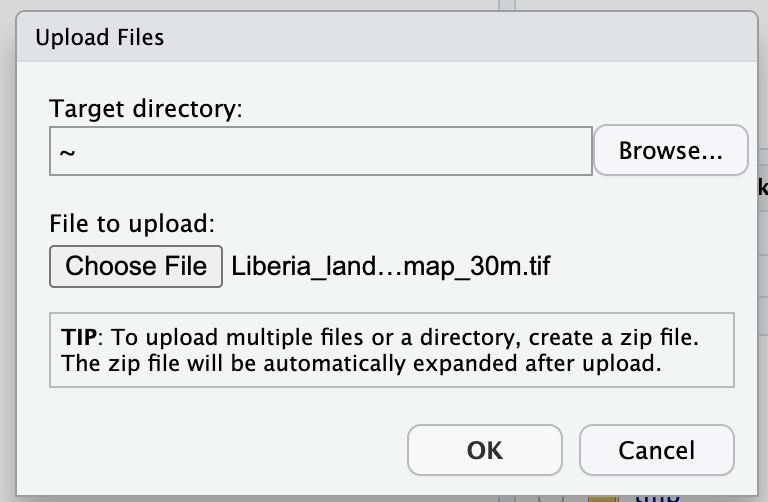 Upload Files
Target directory:
~
Browse...
File to upload:
Choose File Liberia_land...map_30m.tif
TIP: To upload multiple files or a directory, create a zip file.
The zip file will be automatically expanded after upload.
OK Cancel